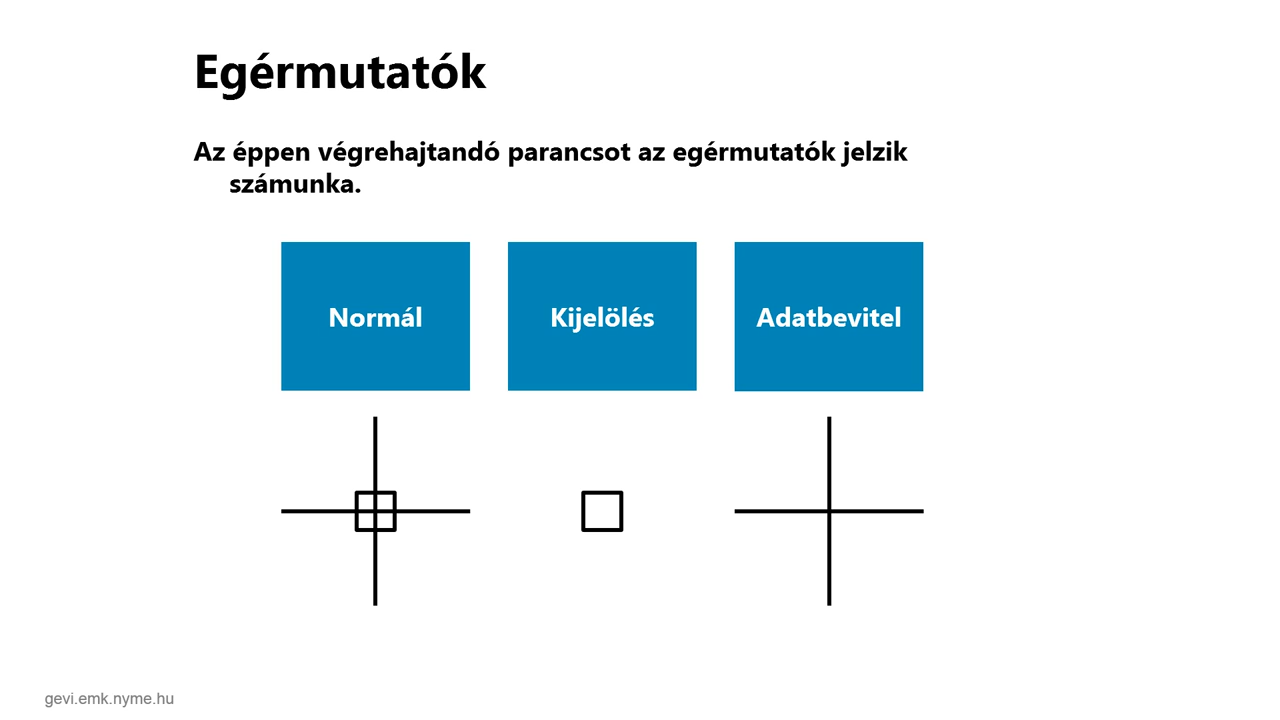 Egérmutatók
Az éppen végrehajtandó parancsot az egérmutatók jelzik
számunka.
Normál
Kijelölés
Adatbevitel
gevi.emk.nyme.hu